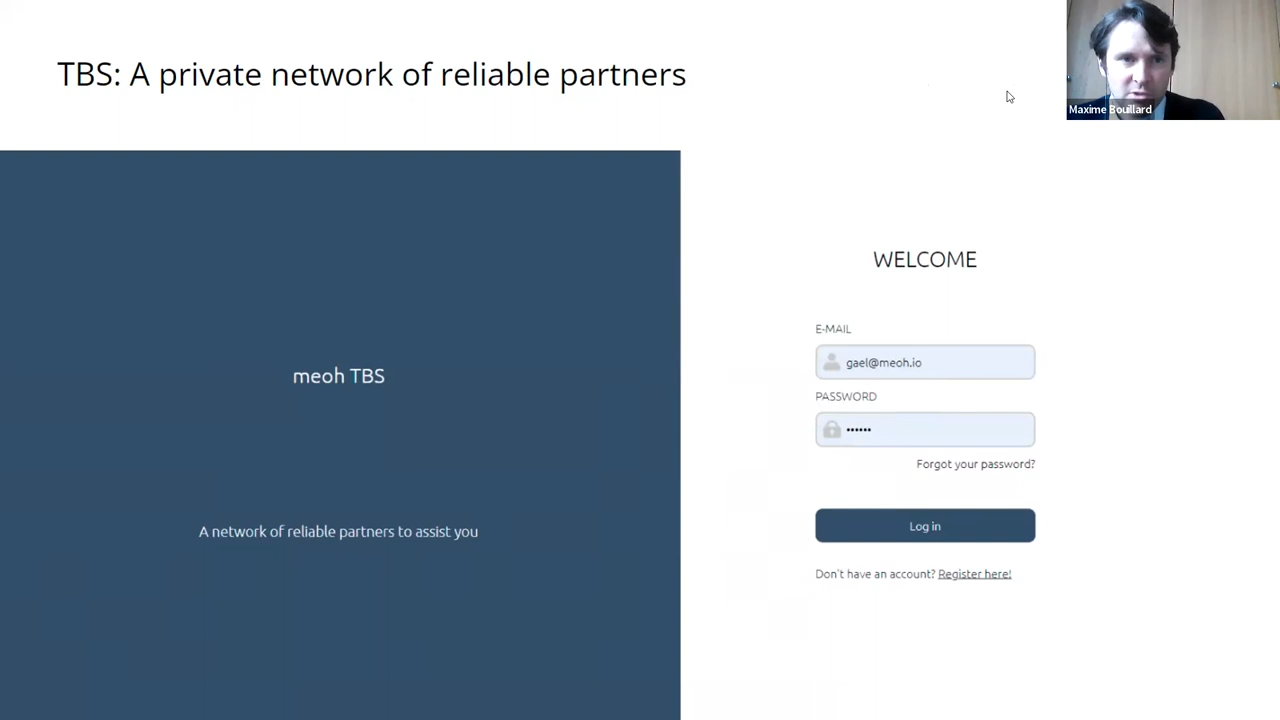 TBS: A private network of reliable partners
Maxime Bouillard
WELCOME
E-MAIL
gael@meoh.io
PASSWORD
••••••
Forgot your password?
Log in
Don't have an account? Register here!
meoh TBS
A network of reliable partners to assist you